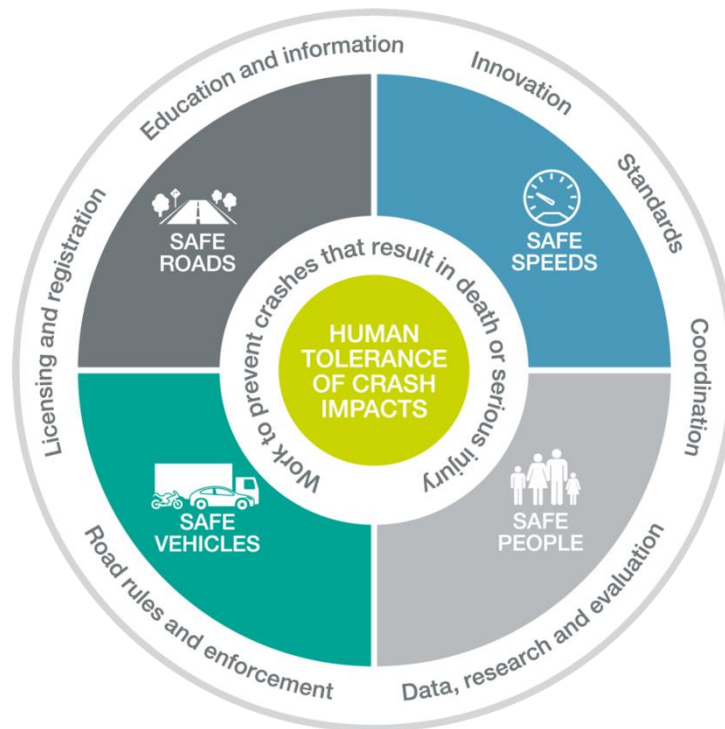 Education and information
Innovation
Standards
Coordination
Data, research and evaluation
Road rules and enforcement
Licensing and registration
SAFE
ROADS
SAFE
SPEEDS
SAFE
VEHICLES
SAFE
PEOPLE
Work to prevent crashes that result in death or serious injury
HUMAN
TOLERANCE
OF CRASH
IMPACTS